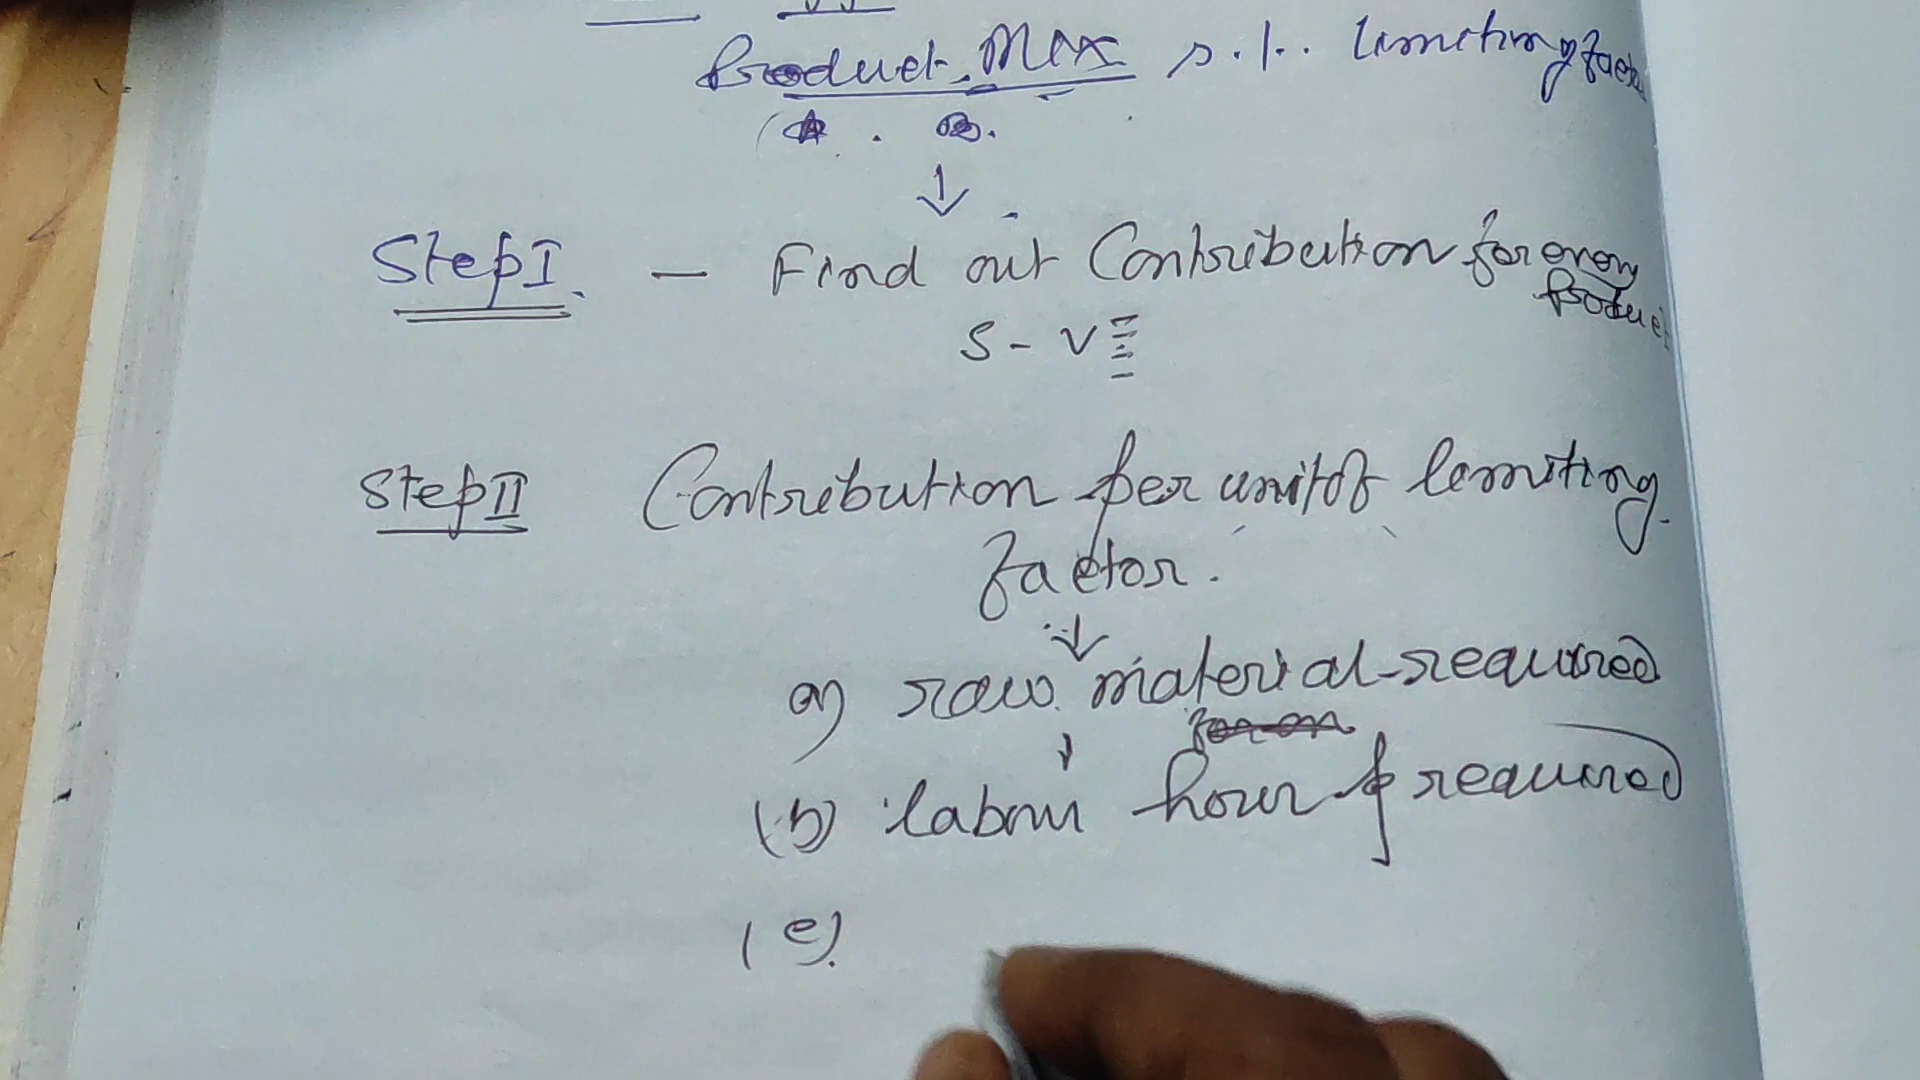 Product Mix s.t. limiting factor
(A . B.
Step I. - Find out Contribution for every
Product
S - V
Step II Contribution per unit of limiting
factor.
a) raw material required
(b) labour hour required
(c).